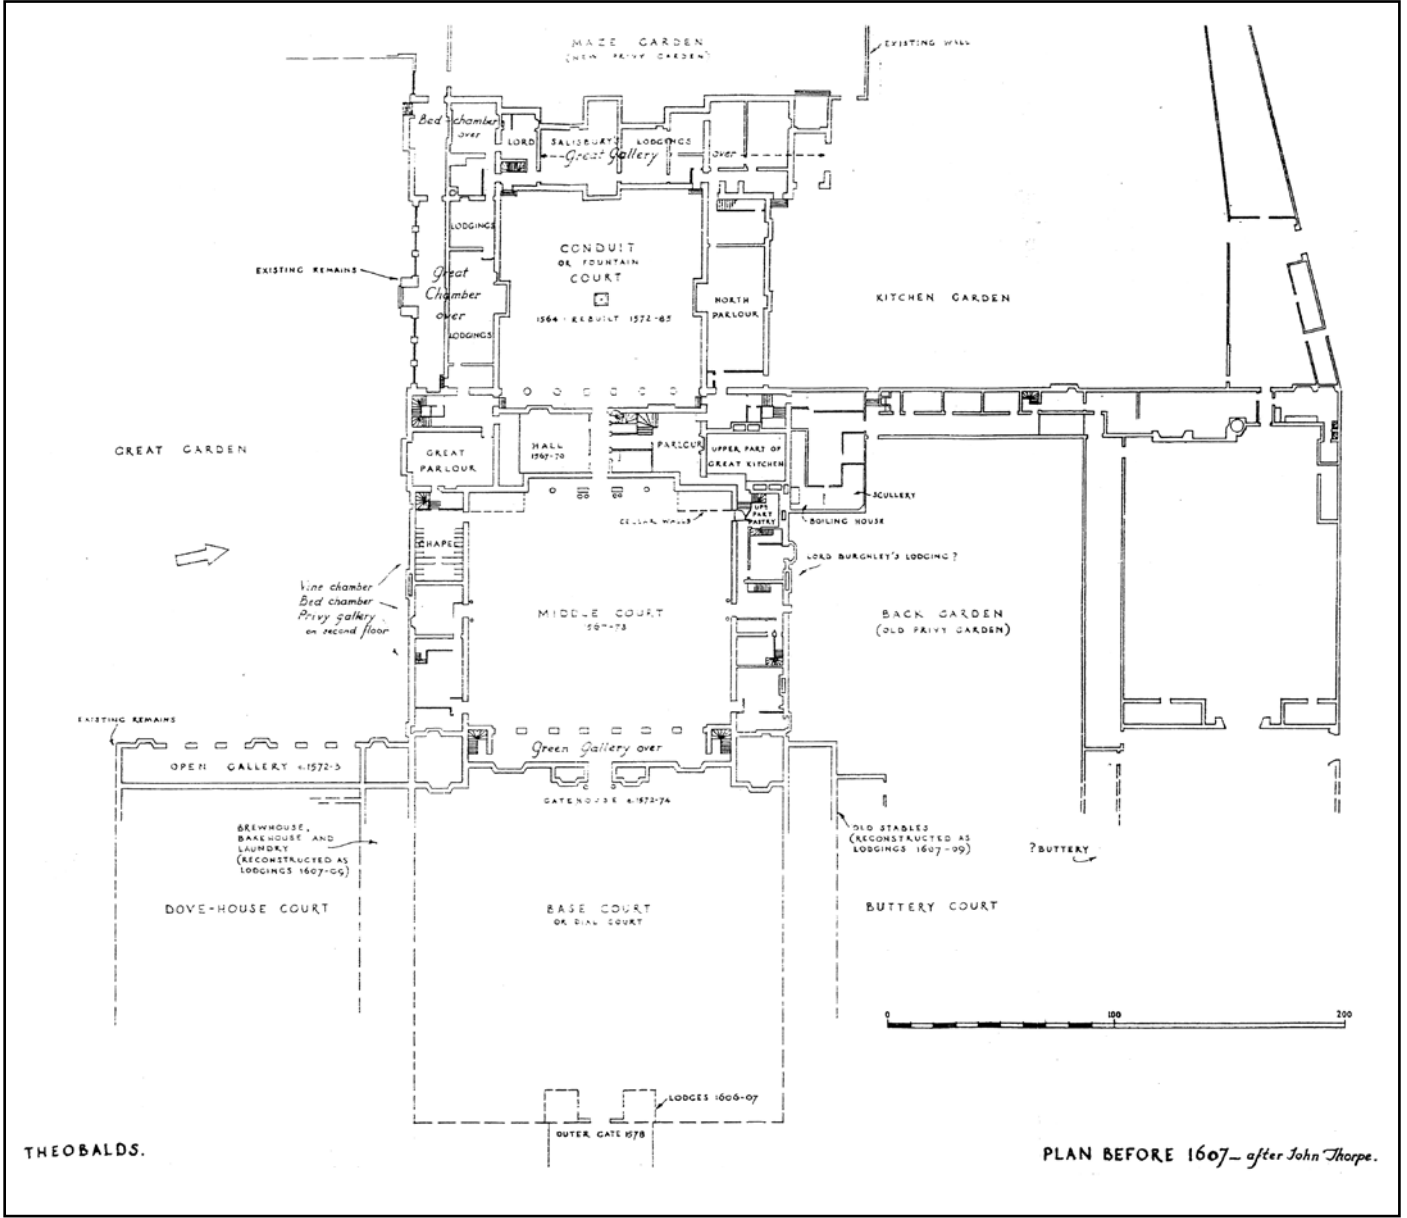 MAZE GARDEN
(NEW PRIVY GARDEN)
EXISTING WALL
Bed-chamber
over
LORD SALISBURY'S LODGINGS
Great Gallery over
LODGINGS
CONDUIT
OR FOUNTAIN
COURT
1564 · REBUILT 1572-85
EXISTING REMAINS
Great
Chamber
over
LODGINGS
NORTH
PARLOUR
KITCHEN GARDEN
GREAT GARDEN
GREAT
PARLOUR
HALL
1567-70
PARLOUR
UPPER PART OF
GREAT KITCHEN
SCULLERY
BOILING HOUSE
CELLAR WALLS
UPR
PART
PASTRY
CHAPEL
LORD BURGHLEY'S LODGING?
Vine chamber
Bed chamber
Privy gallery
on second floor
MIDDLE COURT
BACK GARDEN
(OLD PRIVY GARDEN)
EXISTING REMAINS
OPEN GALLERY c.1572-3
Green Gallery over
GATEHOUSE c.1572-74
BREWHOUSE,
BAKEHOUSE AND
LAUNDRY
(RECONSTRUCTED AS
LODGINGS 1607-09)
OLD STABLES
(RECONSTRUCTED AS
LODGINGS 1607-09)
?BUTTERY
DOVE-HOUSE COURT
BASE COURT
OR DIAL COURT
BUTTERY COURT
0 100 200
LODGES 1606-07
OUTER GATE 1578
THEOBALDS.
PLAN BEFORE 1607 — after John Thorpe.